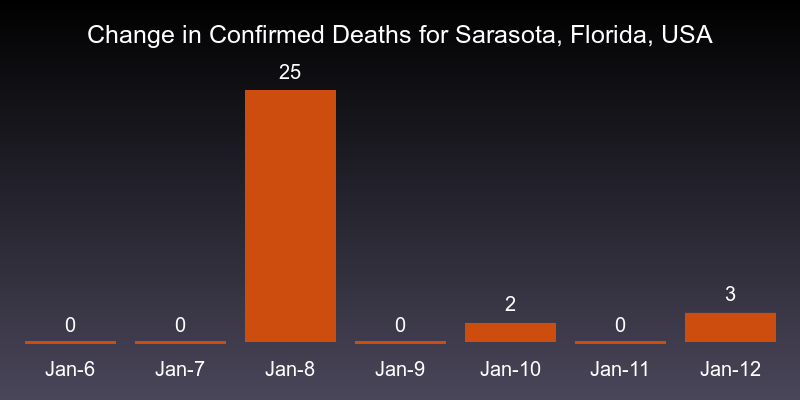 Change in Confirmed Deaths for Sarasota, Florida, USA
25
3
2
0 0 0 0
Jan-6 Jan-7 Jan-8 Jan-9 Jan-10 Jan-11 Jan-12